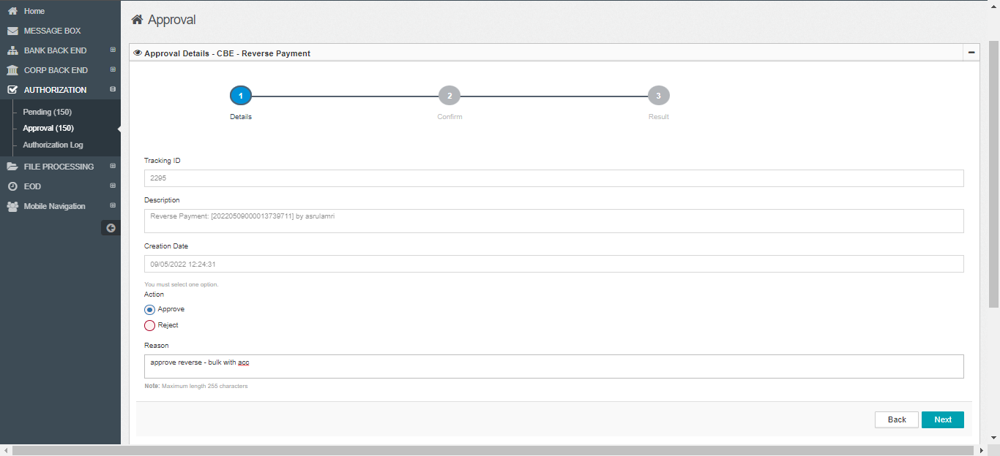 Home
MESSAGE BOX
BANK BACK END
CORP BACK END
AUTHORIZATION
Pending (150)
Approval (150)
Authorization Log
FILE PROCESSING
EOD
Mobile Navigation
Approval
Approval Details - CBE - Reverse Payment
1
2
3
Details
Confirm
Result
Tracking ID
2295
Description
Reverse Payment: [20220509000013739711] by asrulamri
Creation Date
09/05/2022 12:24:31
You must select one option.
Action
Approve
Reject
Reason
approve reverse - bulk with acc
Note: Maximum length 255 characters
Back
Next